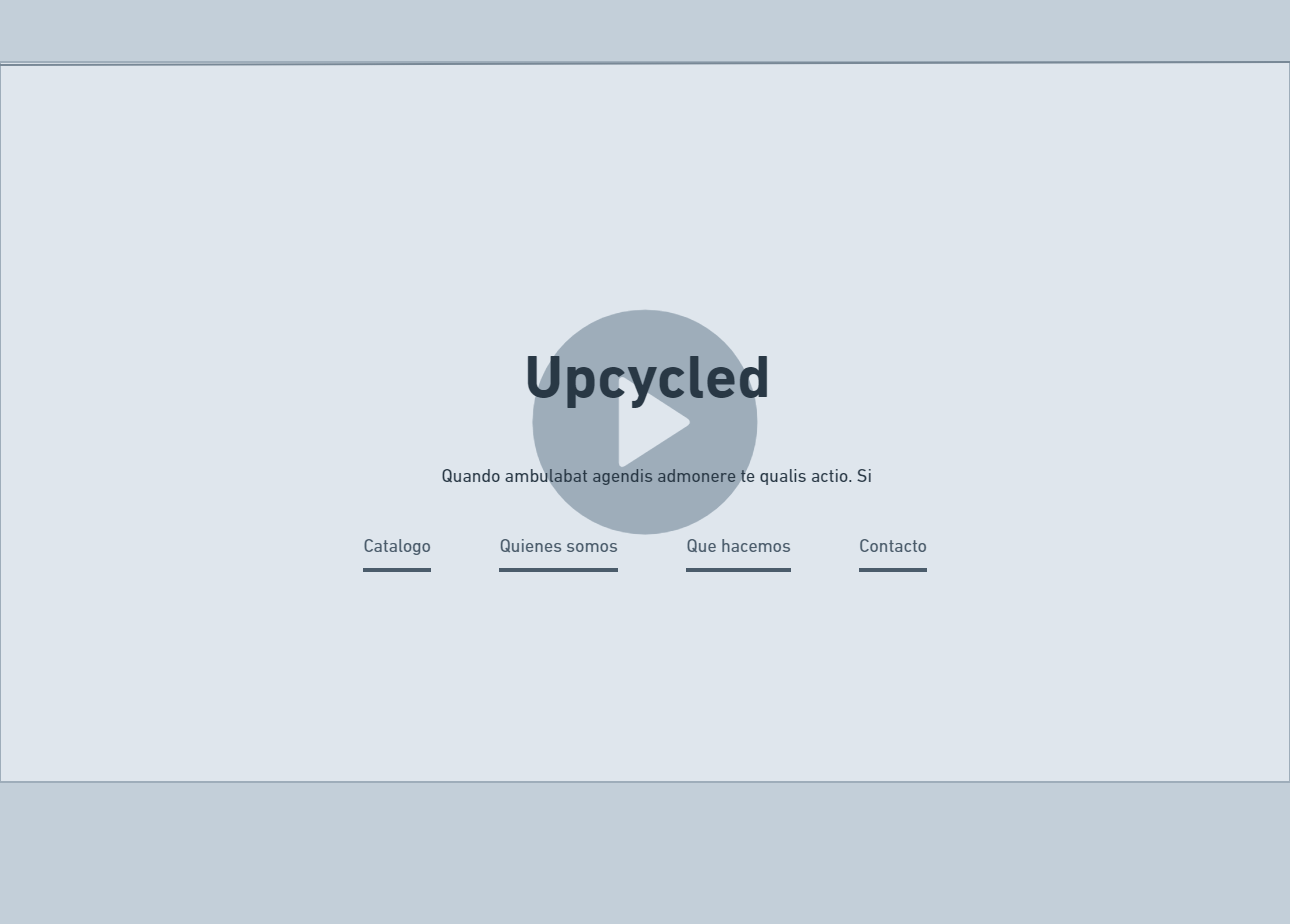 Upcycled
Quando ambulabat agendis admonere te qualis actio. Si
Catalogo Quienes somos Que hacemos Contacto